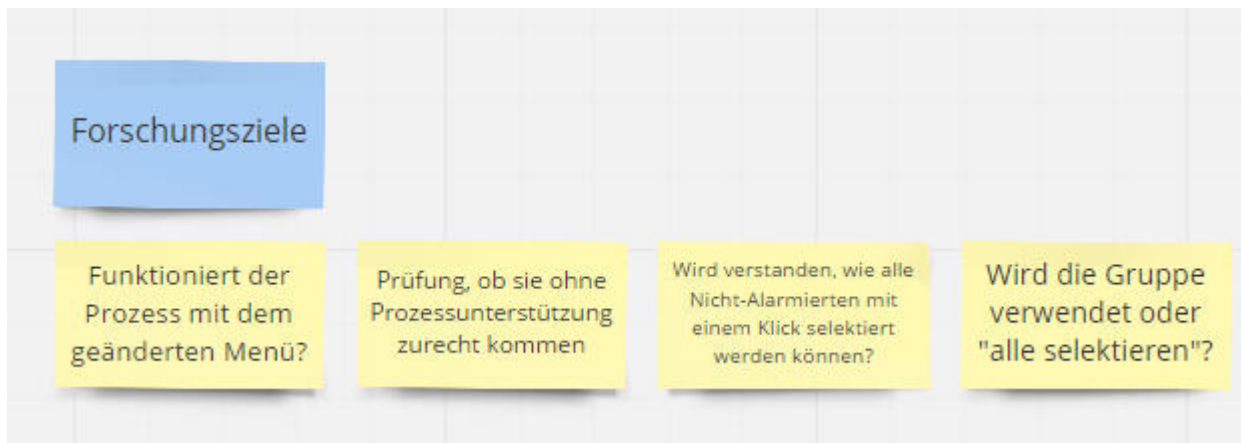 Forschungsziele
Funktioniert der
Prozess mit dem
geänderten Menü?
Prüfung, ob sie ohne
Prozessunterstützung
zurecht kommen
Wird verstanden, wie alle
Nicht-Alarmierten mit
einem Klick selektiert
werden können?
Wird die Gruppe
verwendet oder
"alle selektieren"?